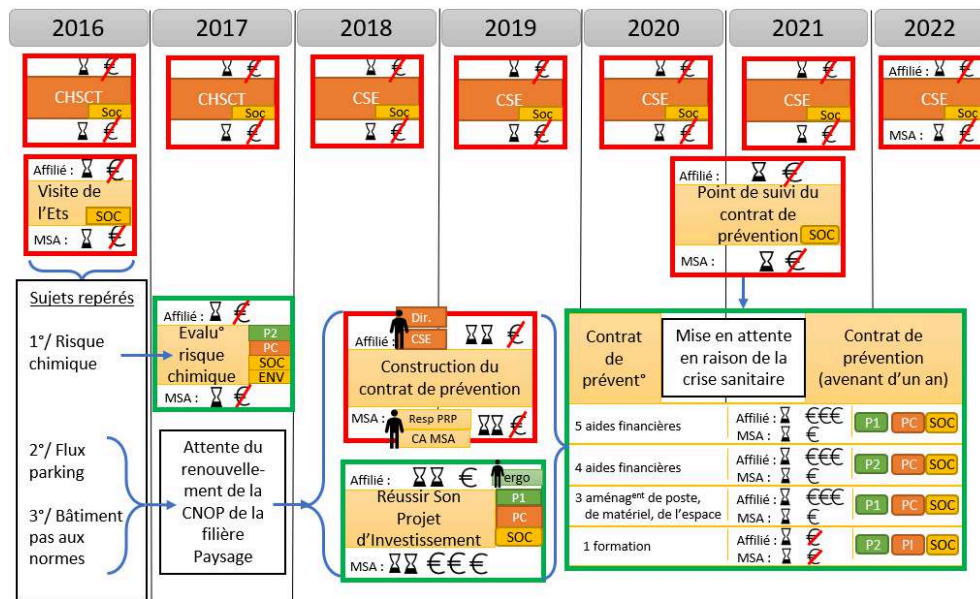 2016 2017 2018 2019 2020 2021 2022
€ € € € € € Affilié : €
CHSCT CHSCT CSE CSE CSE CSE CSE
Soc Soc Soc Soc Soc Soc Soc
€ € € € € € MSA : €
Affilié : €
Visite de
l'Ets SOC
MSA : €
Affilié : €
Point de suivi du
contrat de
prévention SOC
MSA : €
Sujets repérés
1°/ Risque
chimique
2°/ Flux
parking
3°/ Bâtiment
pas aux
normes
Affilié : €
Evalu°
risque
chimique
P2
PC
SOC
ENV
MSA : €
Attente du
renouvelle-
ment de la
CNOP de la
filière
Paysage
Dir.
Affilié : CSE €
Construction du
contrat de prévention
MSA : Resp PRP €
CA MSA
Affilié : € ergo
Réussir Son
Projet
d'Investissement
P1
PC
SOC
MSA : € € €
Contrat
de
prévent°
Mise en attente
en raison de la
crise sanitaire
Contrat de
prévention
(avenant d'un an)
5 aides financières Affilié : €€€ P1 PC SOC
MSA : €
4 aides financières Affilié : €€€ P2 PC SOC
MSA : €
3 aménagent de poste, Affilié : €€€ P1 PC SOC
de matériel, de l'espace MSA : €
1 formation Affilié : € P2 PI SOC
MSA : €